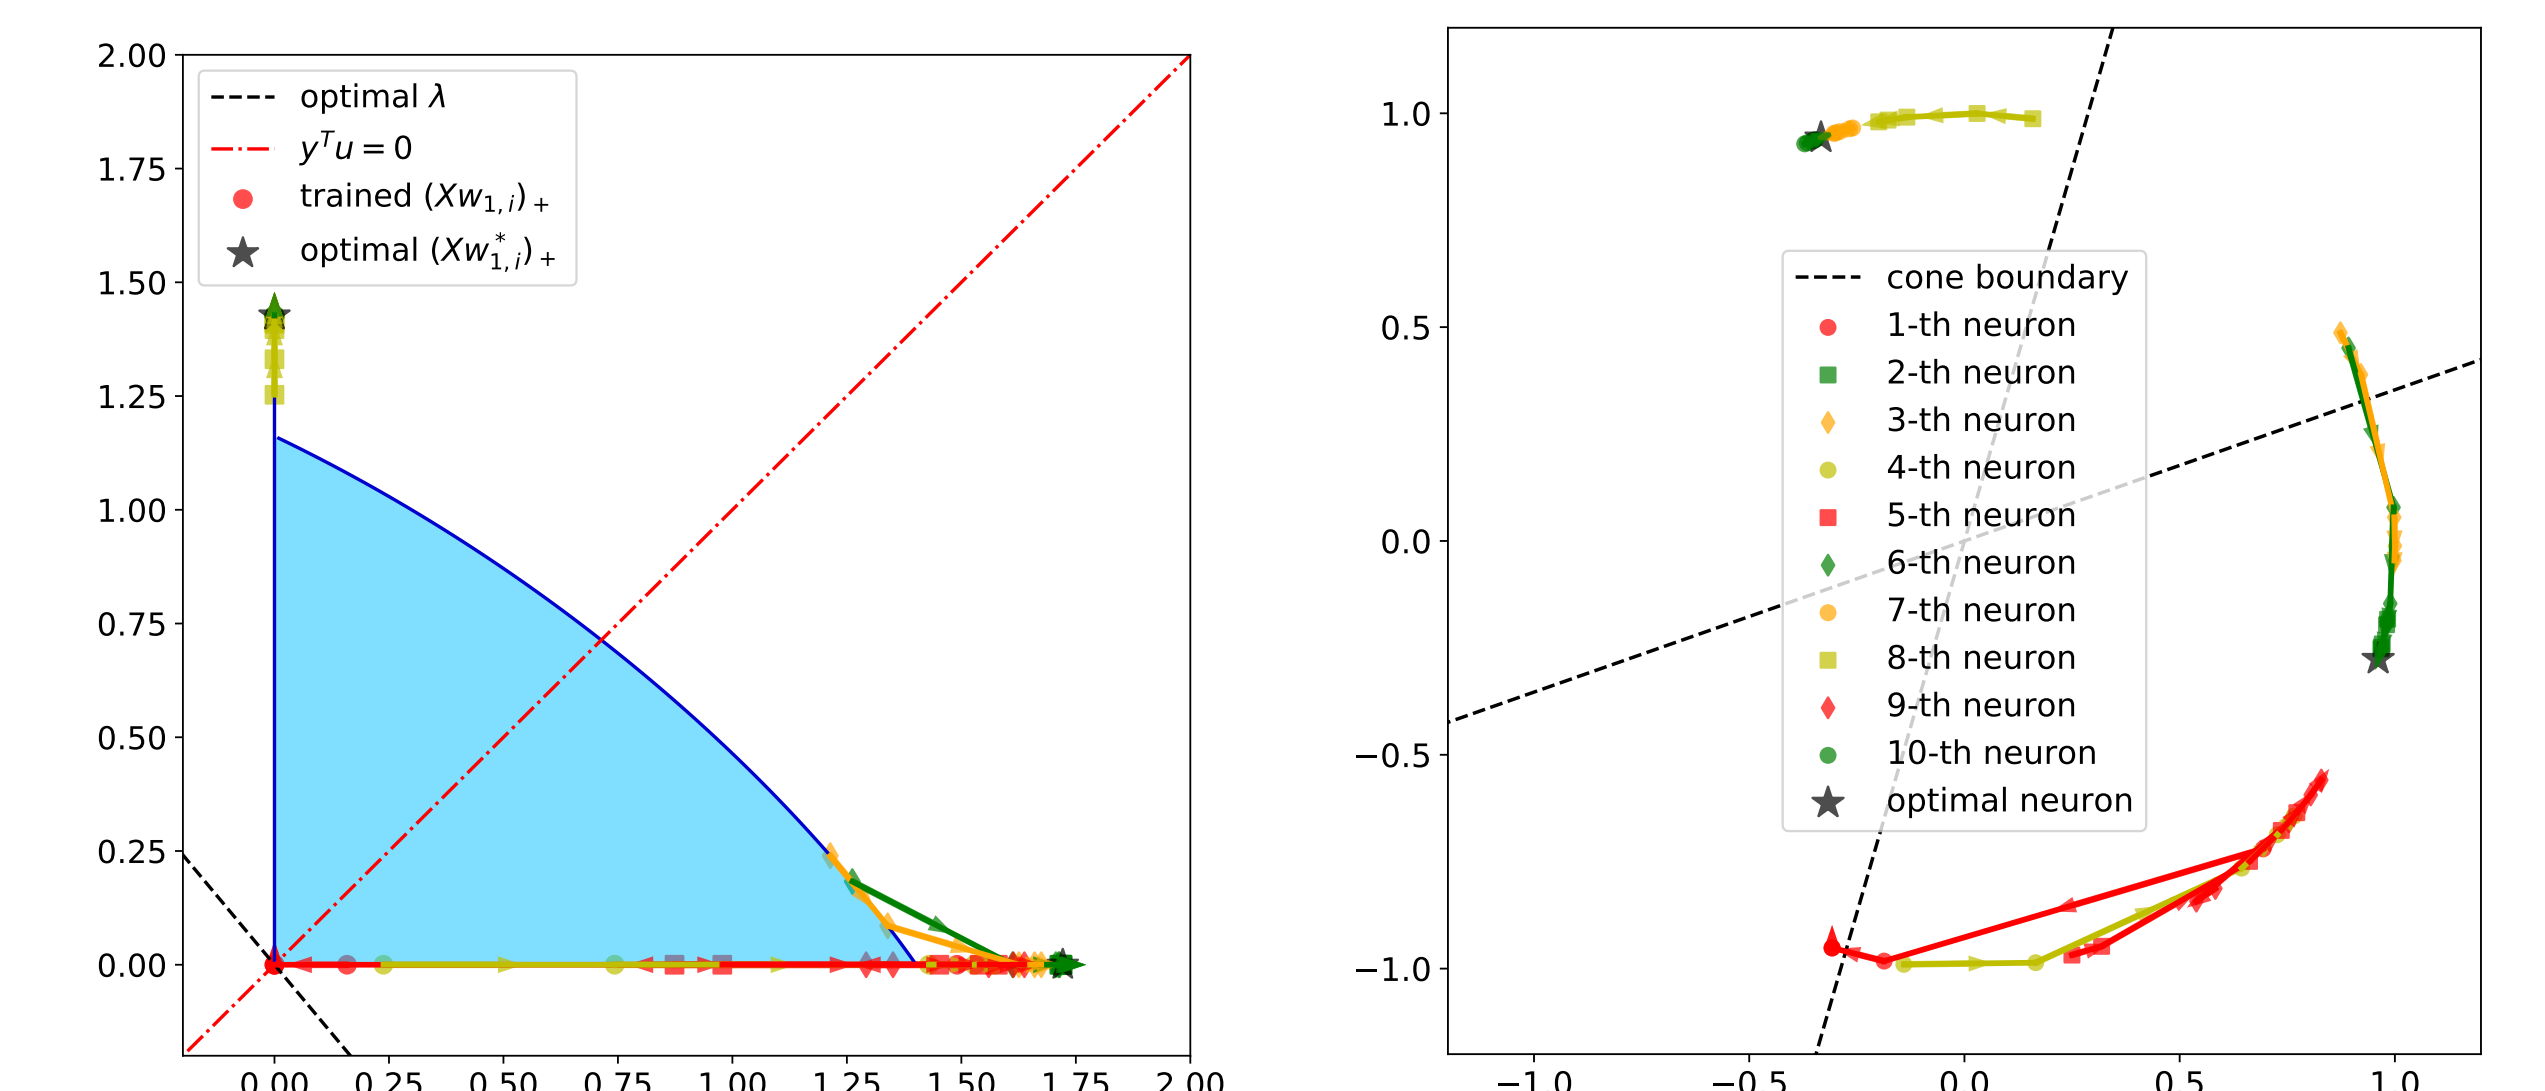 2.00
1.75
1.50
1.25
1.00
0.75
0.50
0.25
0.00
optimal λ
yᵀu = 0
trained (Xw₁,ᵢ)₊
optimal (Xw*₁,ᵢ)₊
0.00 0.25 0.50 0.75 1.00 1.25 1.50 1.75 2.00
1.0
0.5
0.0
−0.5
−1.0
cone boundary
1-th neuron
2-th neuron
3-th neuron
4-th neuron
5-th neuron
6-th neuron
7-th neuron
8-th neuron
9-th neuron
10-th neuron
optimal neuron
−1.0 −0.5 0.0 0.5 1.0